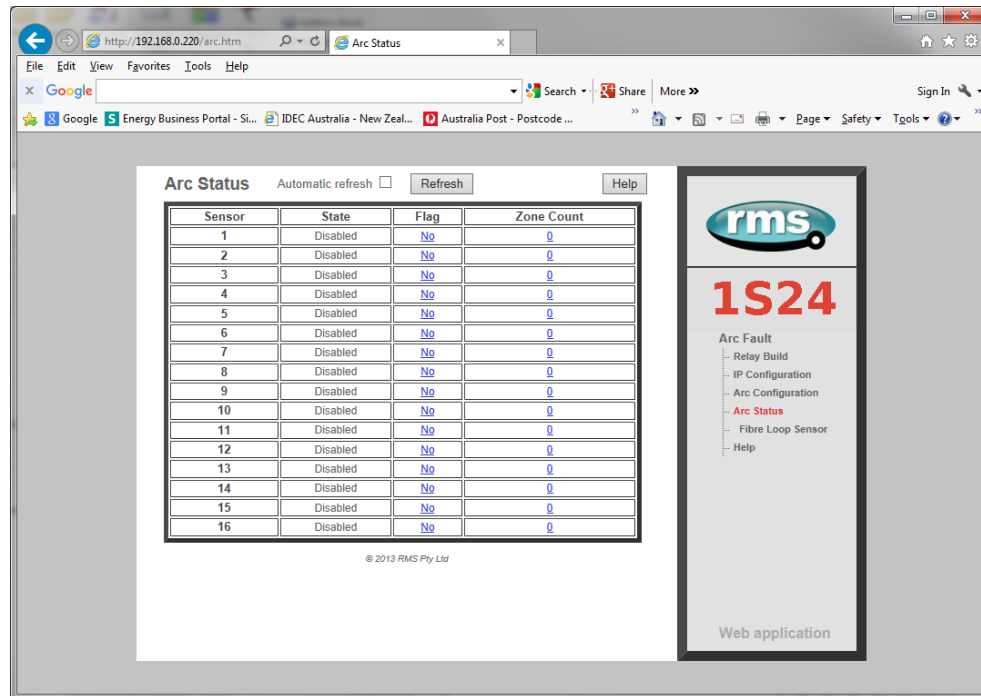 http://192.168.0.220/arc.htm
Arc Status
File Edit View Favorites Tools Help
x Google Search Share More » Sign In
Google Energy Business Portal - Si... IDEC Australia - New Zeal... Australia Post - Postcode ... » Page Safety Tools »
Arc Status Automatic refresh Refresh Help
Sensor State Flag Zone Count
1 Disabled No 0
2 Disabled No 0
3 Disabled No 0
4 Disabled No 0
5 Disabled No 0
6 Disabled No 0
7 Disabled No 0
8 Disabled No 0
9 Disabled No 0
10 Disabled No 0
11 Disabled No 0
12 Disabled No 0
13 Disabled No 0
14 Disabled No 0
15 Disabled No 0
16 Disabled No 0
© 2013 RMS Pty Ltd
rms
1S24
Arc Fault
Relay Build
IP Configuration
Arc Configuration
Arc Status
Fibre Loop Sensor
Help
Web application